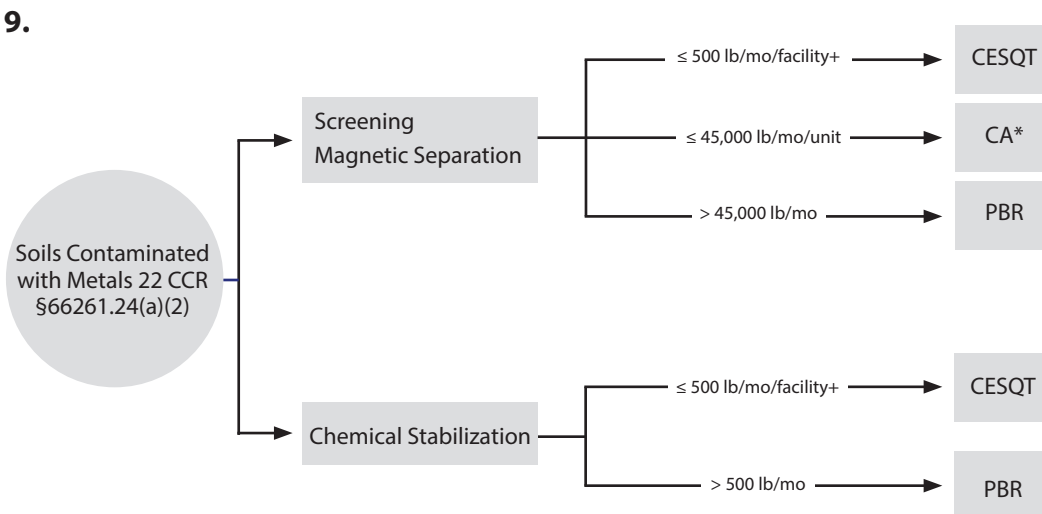 9.
Soils Contaminated
with Metals 22 CCR
§66261.24(a)(2)
Screening
Magnetic Separation
≤ 500 lb/mo/facility+
CESQT
≤ 45,000 lb/mo/unit
CA*
> 45,000 lb/mo
PBR
Chemical Stabilization
≤ 500 lb/mo/facility+
CESQT
> 500 lb/mo
PBR